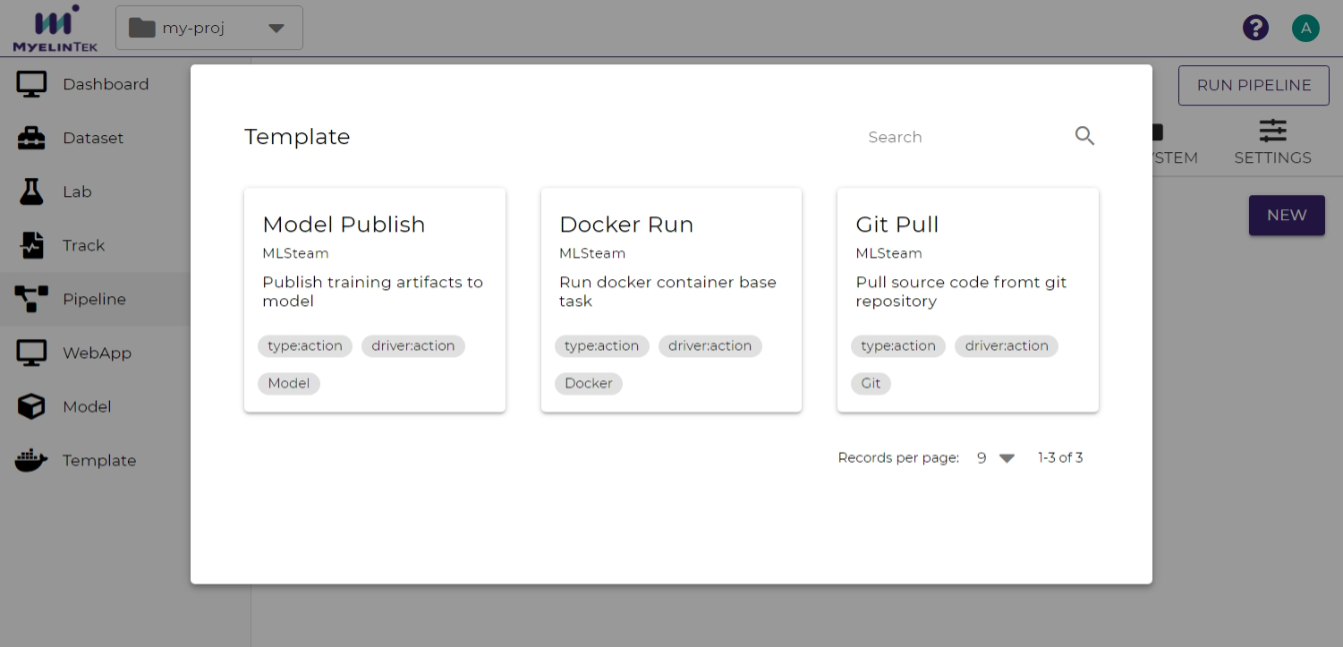 MYELINTEK
my-proj
?
A
Dashboard
Dataset
Lab
Track
Pipeline
WebApp
Model
Template
RUN PIPELINE
STEM
SETTINGS
NEW
Template
Search
Model Publish
MLSteam
Publish training artifacts to
model
type:action driver:action
Model
Docker Run
MLSteam
Run docker container base
task
type:action driver:action
Docker
Git Pull
MLSteam
Pull source code fromt git
repository
type:action driver:action
Git
Records per page: 9 1-3 of 3